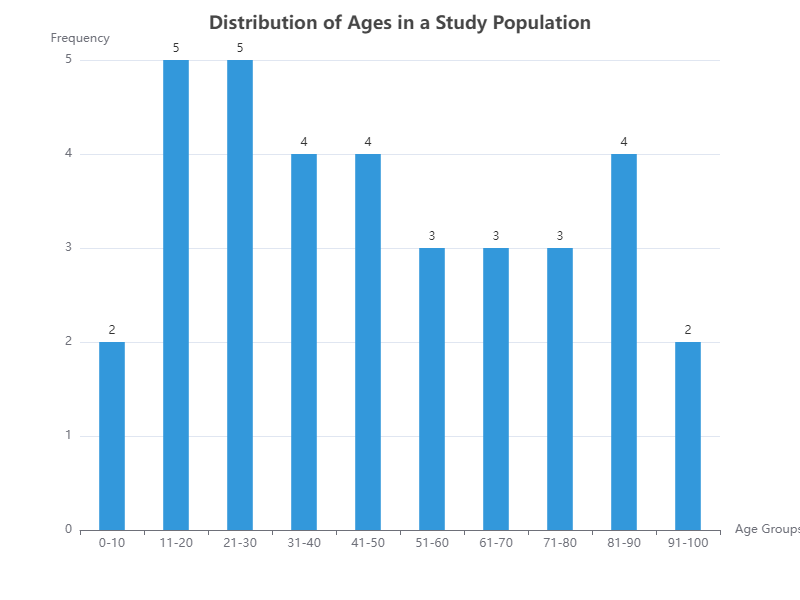 Distribution of Ages in a Study Population
Frequency
5 5
5
4 4 4
4
3 3 3
3
2 2
2
1
0
Age Groups
0-10 11-20 21-30 31-40 41-50 51-60 61-70 71-80 81-90 91-100